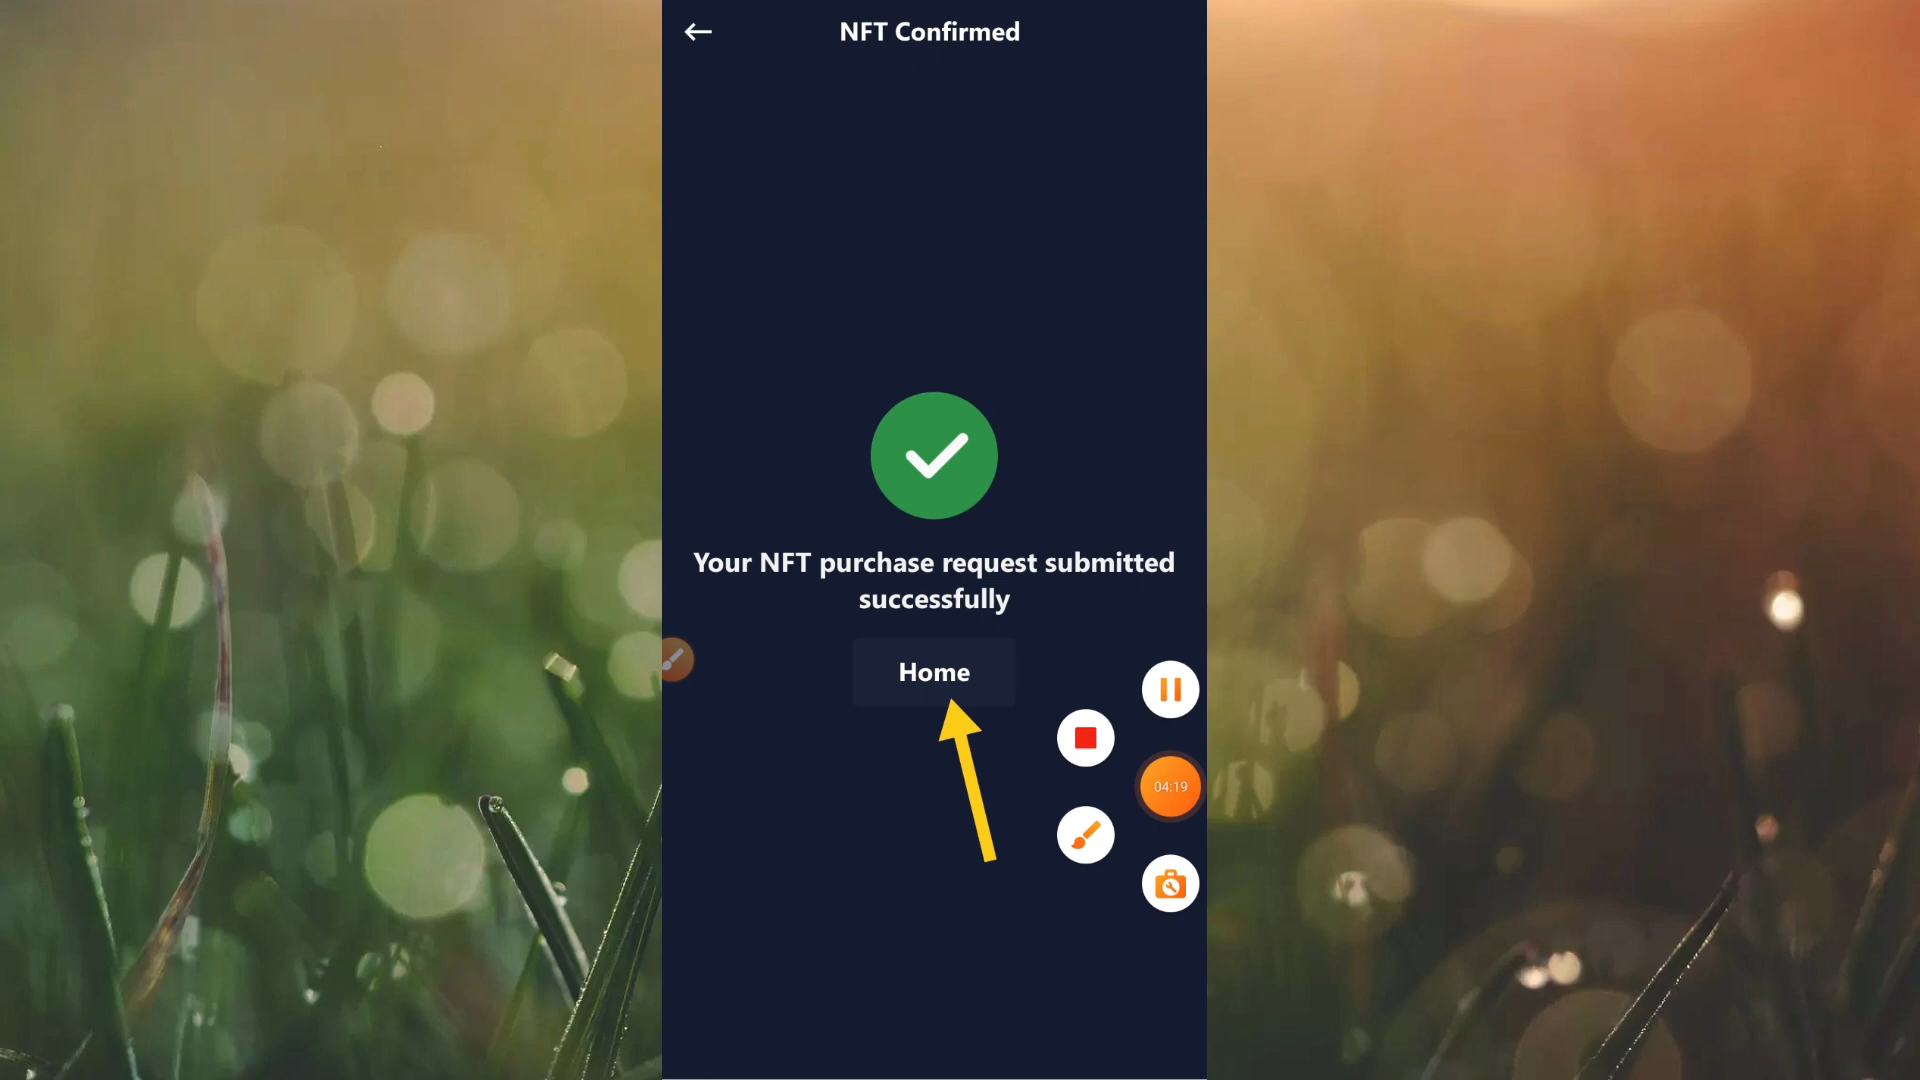 NFT Confirmed
Your NFT purchase request submitted
successfully
Home
04:19